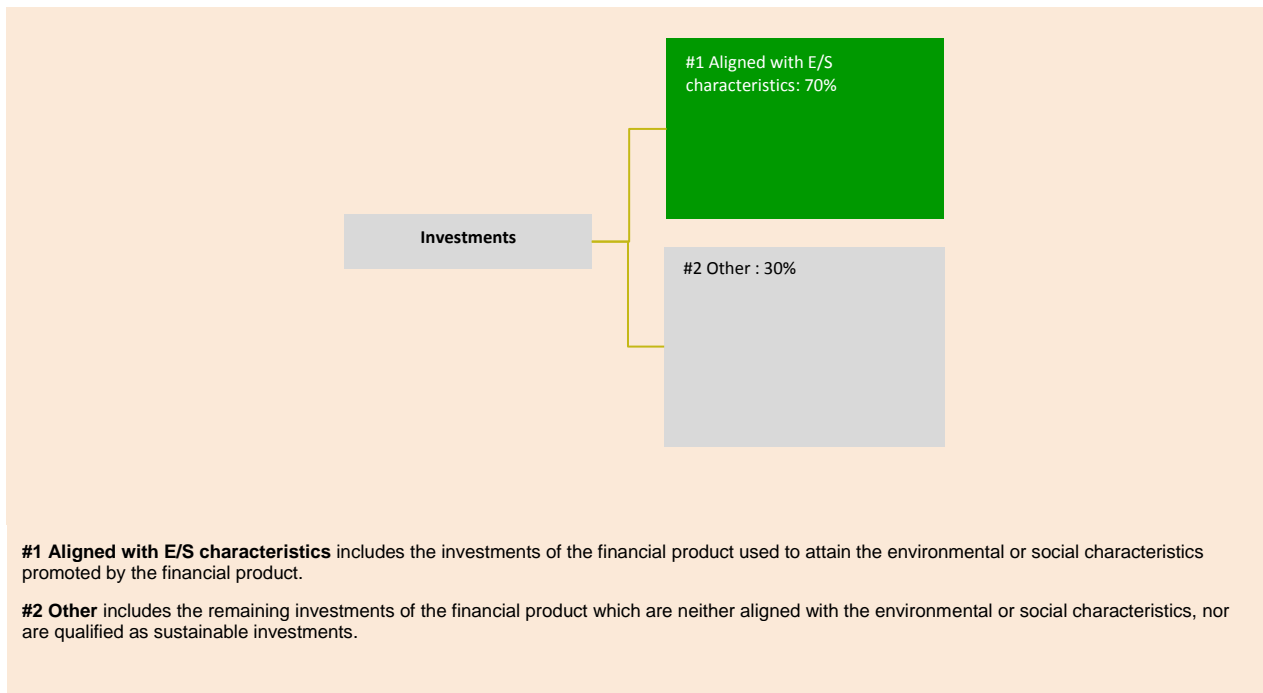 #1 Aligned with E/S
characteristics: 70%
Investments
#2 Other : 30%
#1 Aligned with E/S characteristics includes the investments of the financial product used to attain the environmental or social characteristics
promoted by the financial product.
#2 Other includes the remaining investments of the financial product which are neither aligned with the environmental or social characteristics, nor
are qualified as sustainable investments.